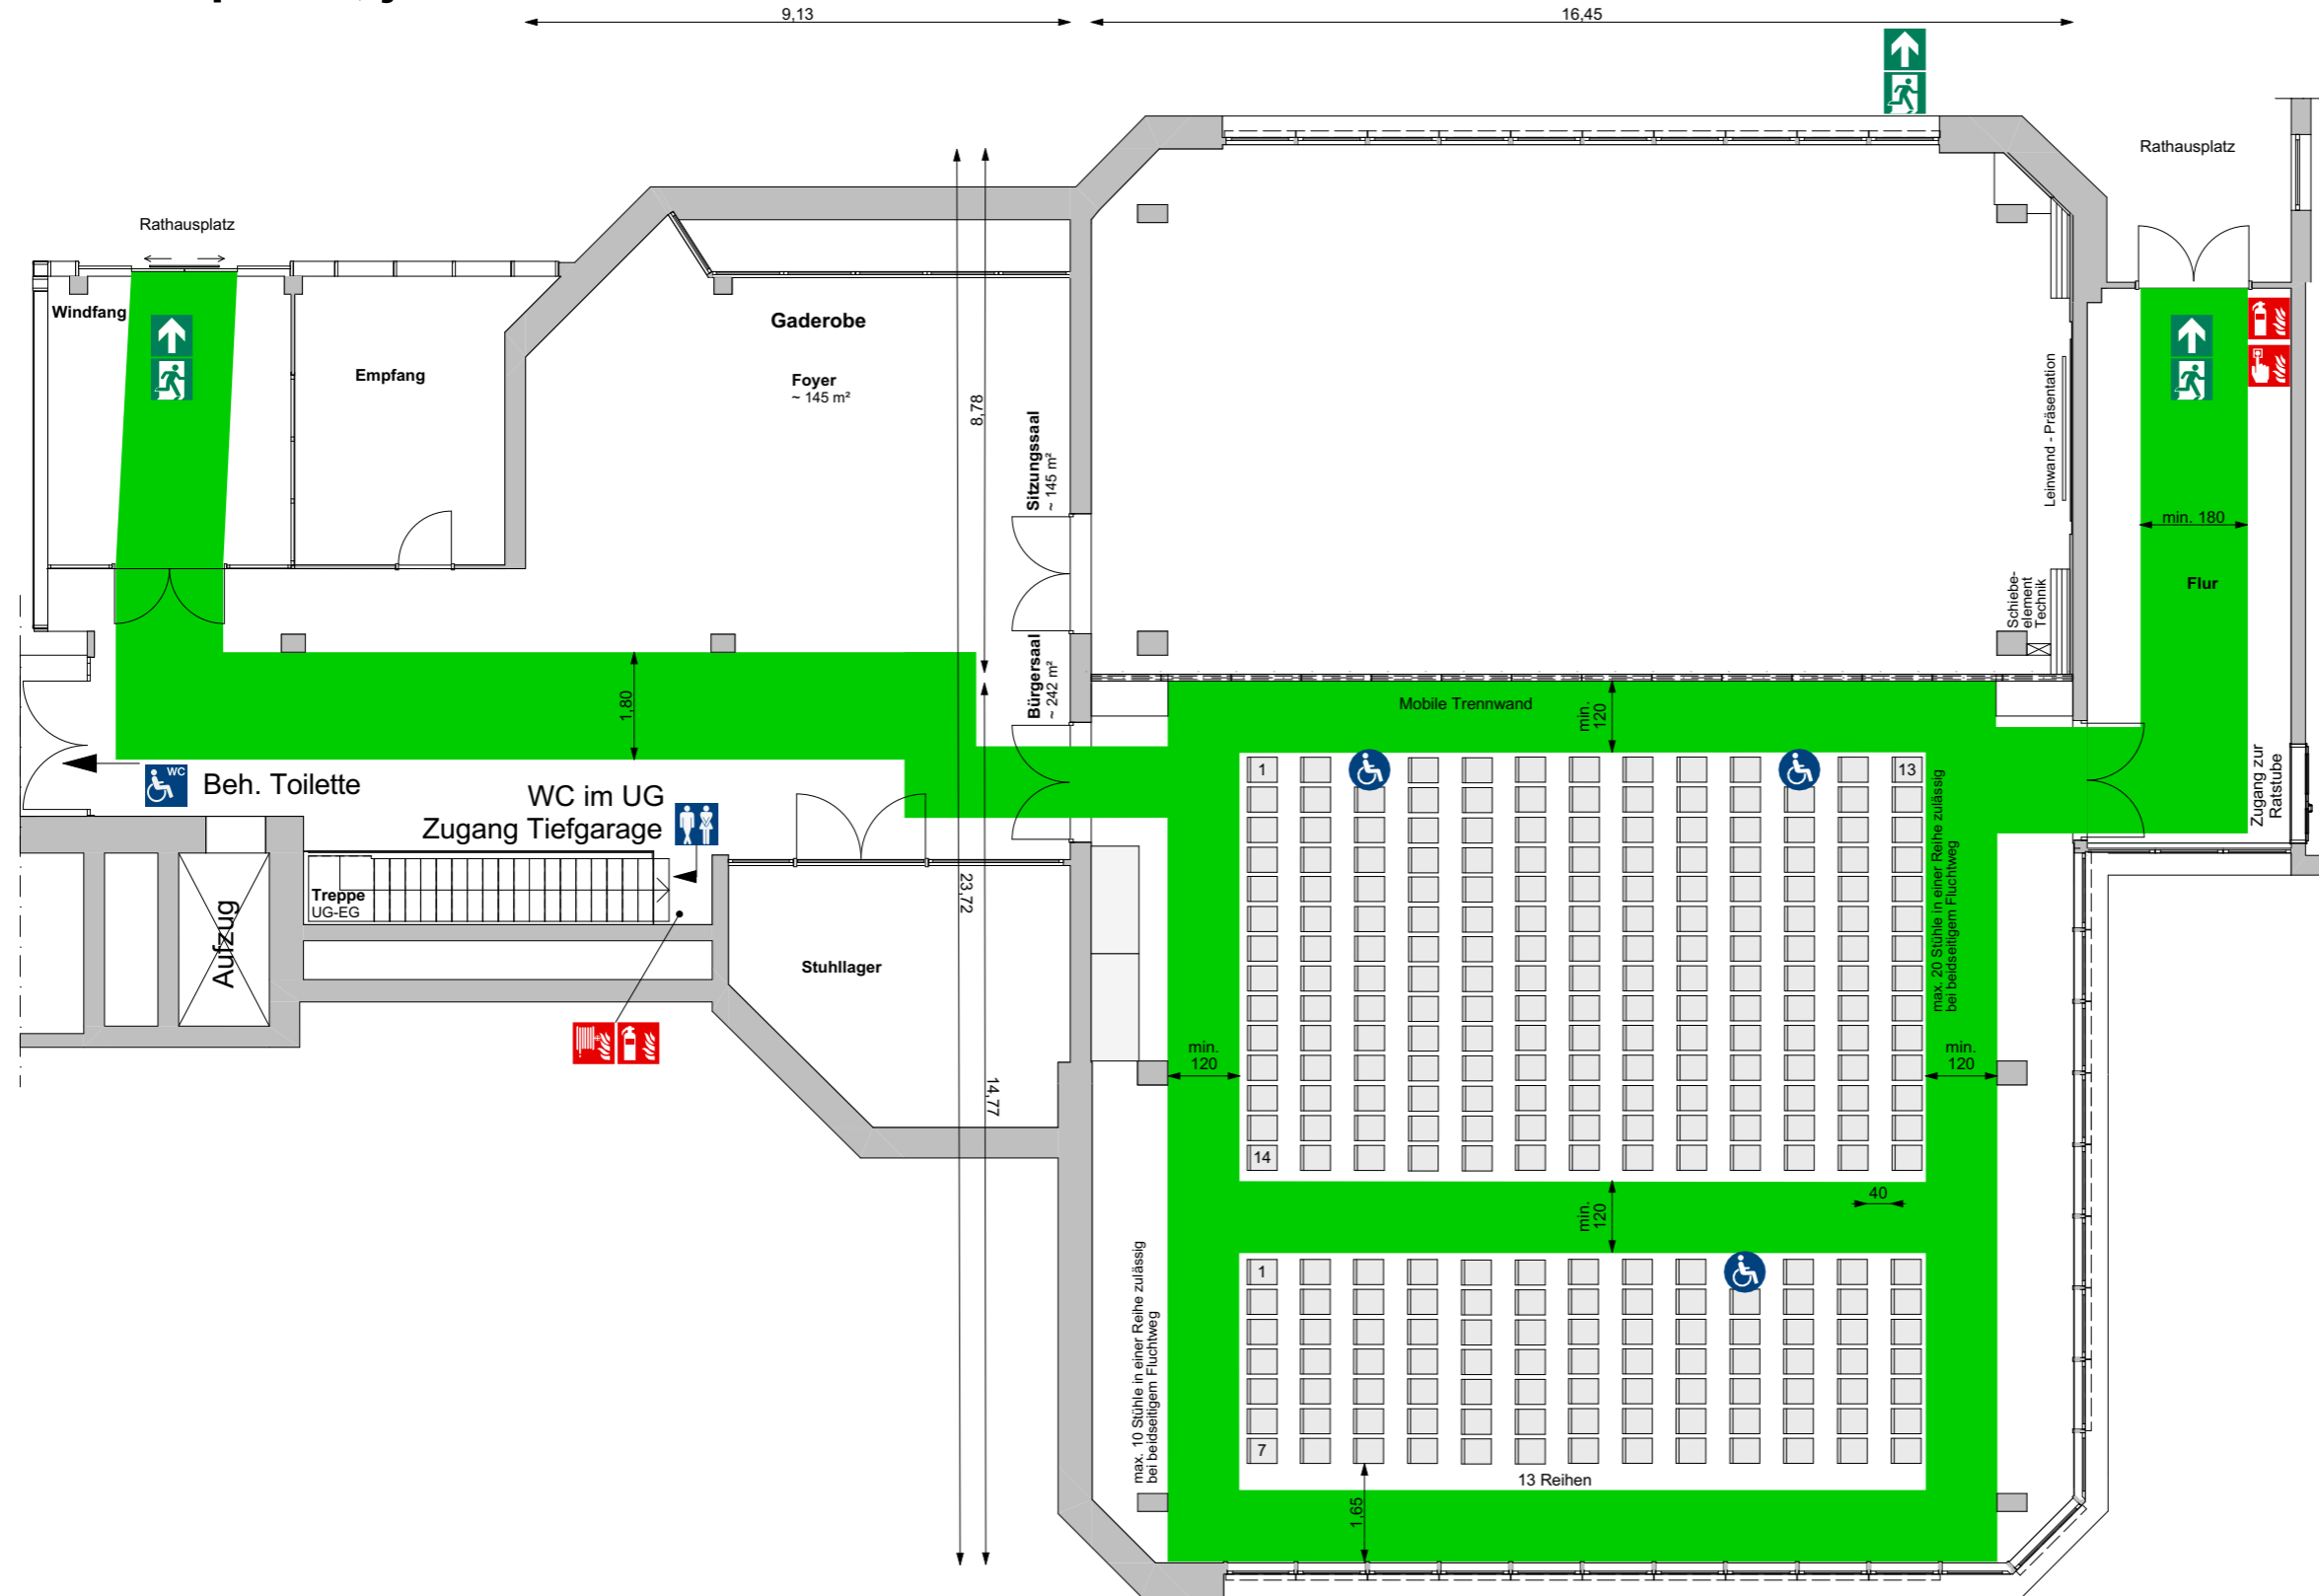 9,13
16,45
Rathausplatz
Rathausplatz
Windfang
Empfang
Gaderobe
Foyer
~ 145 m²
8,78
Sitzungssaal
~ 145 m²
Leinwand - Präsentation
min. 180
Flur
Schiebe-
element
Technik
Bürgersaal
~ 242 m²
1,80
Mobile Trennwand
min.
120
WC
Beh. Toilette
WC im UG
Zugang Tiefgarage
1
13
Zugang zur
Ratstube
max. 20 Stühle in einer Reihe zulässig
bei beidseitigem Fluchtweg
Treppe
UG-EG
Aufzug
23,72
Stuhllager
min.
120
min.
120
14,77
14
min.
120
40
max. 10 Stühle in einer Reihe zulässig
bei beidseitigem Fluchtweg
1
7
13 Reihen
1,65